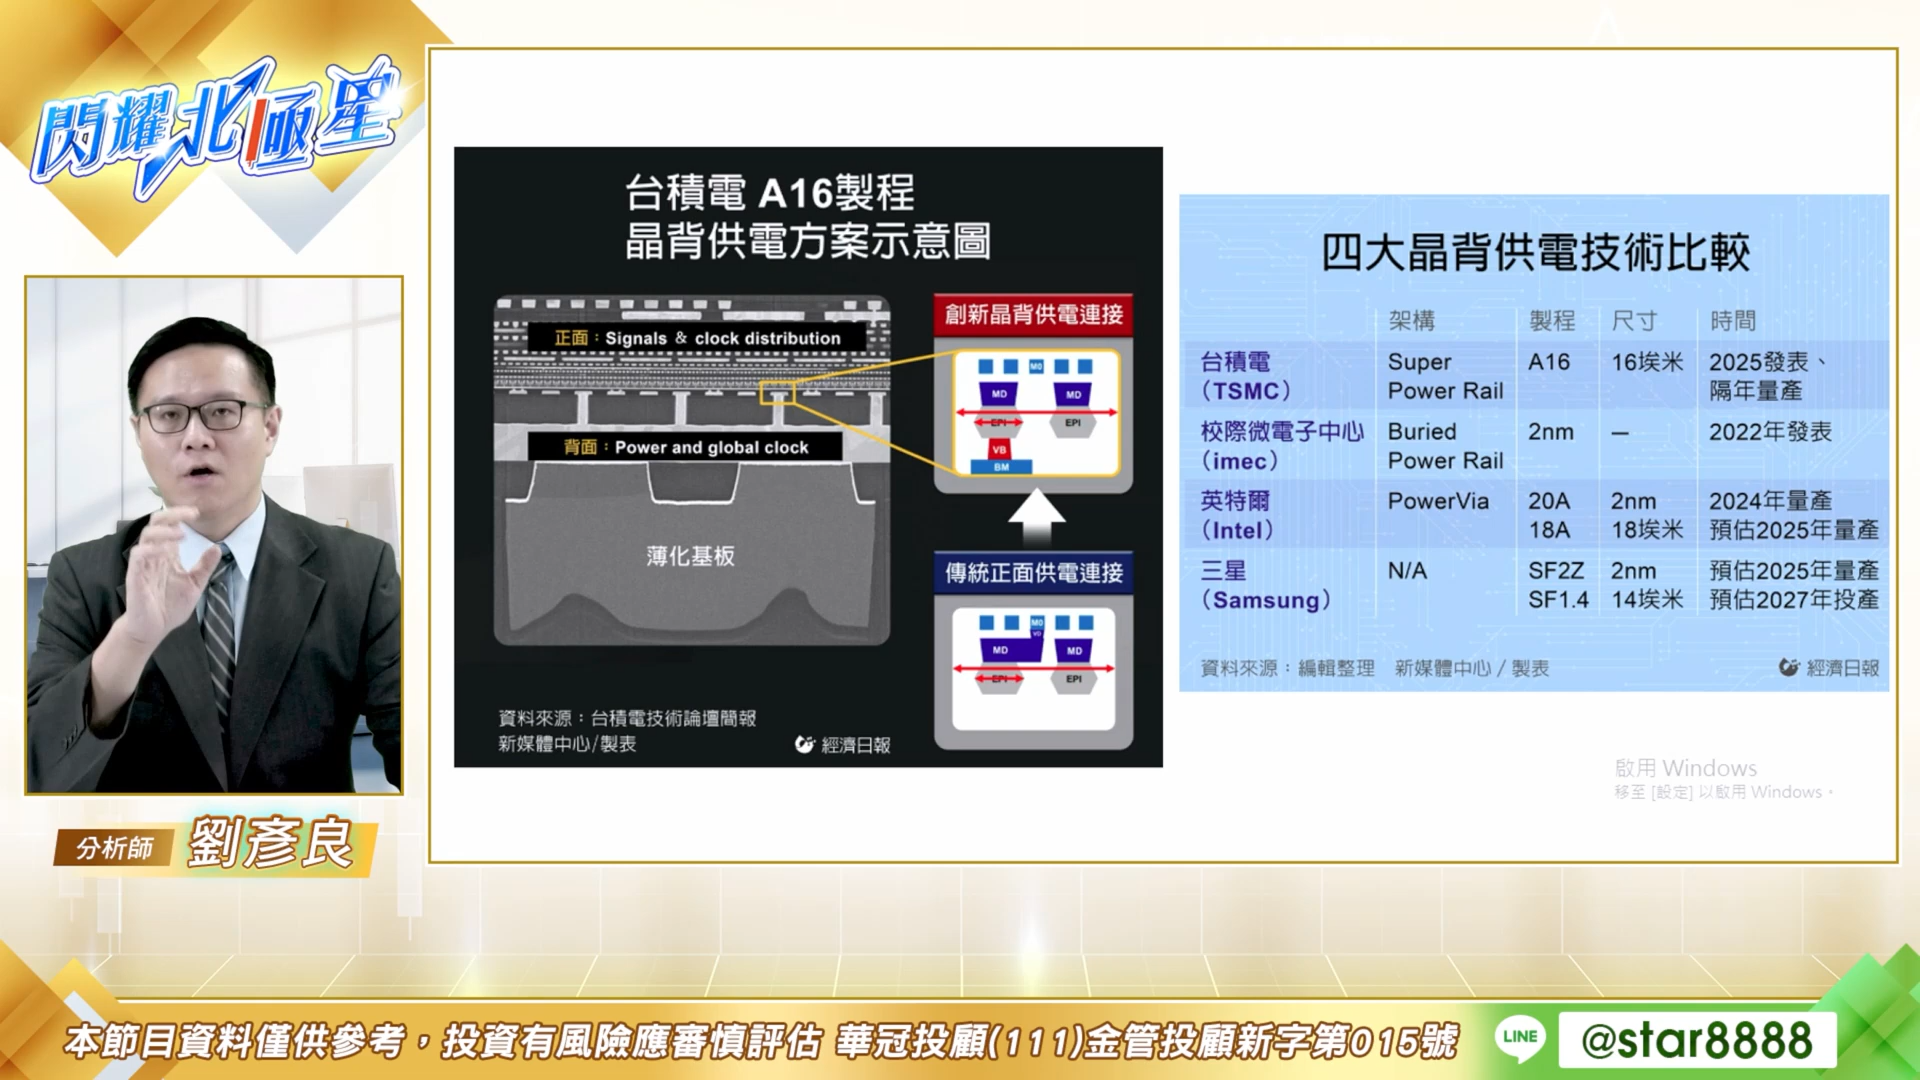 閃耀北極星
分析師 劉彥良
台積電 A16製程
晶背供電方案示意圖
正面：Signals & clock distribution
背面：Power and global clock
薄化基板
創新晶背供電連接
M0
MD MD
EPI EPI
VB
BM
傳統正面供電連接
M0
VD
MD MD
EPI EPI
資料來源：台積電技術論壇簡報
新媒體中心/製表
經濟日報
四大晶背供電技術比較
架構 製程 尺寸 時間
台積電 Super A16 16埃米 2025發表、
（TSMC） Power Rail 隔年量產
校際微電子中心 Buried 2nm — 2022年發表
（imec） Power Rail
英特爾 PowerVia 20A 2nm 2024年量產
（Intel） 18A 18埃米 預估2025年量產
三星 N/A SF2Z 2nm 預估2025年量產
（Samsung） SF1.4 14埃米 預估2027年投產
資料來源：編輯整理 新媒體中心 / 製表
經濟日報
啟用 Windows
移至 [設定] 以啟用 Windows。
本節目資料僅供參考，投資有風險應審慎評估 華冠投顧(111)金管投顧新字第015號
LINE @star8888